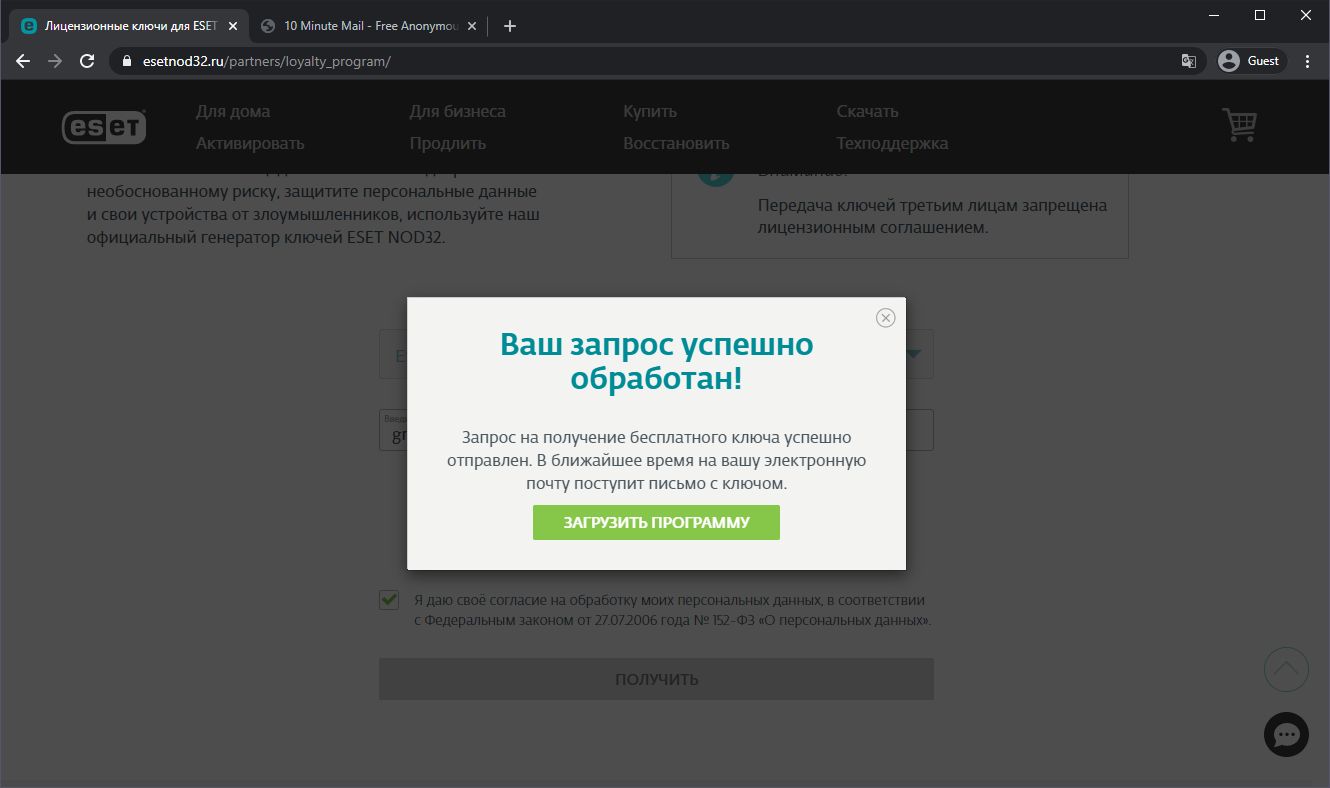 Лицензионные ключи для ESET
10 Minute Mail - Free Anonymou
esetnod32.ru/partners/loyalty_program/
Guest
eset
Для дома
Для бизнеса
Купить
Скачать
Активировать
Продлить
Восстановить
Техподдержка
необоснованному риску, защитите персональные данные
и свои устройства от злоумышленников, используйте наш
официальный генератор ключей ESET NOD32.
Передача ключей третьим лицам запрещена
лицензионным соглашением.
Ваш запрос успешно
обработан!
Запрос на получение бесплатного ключа успешно
отправлен. В ближайшее время на вашу электронную
почту поступит письмо с ключом.
ЗАГРУЗИТЬ ПРОГРАММУ
Я даю своё согласие на обработку моих персональных данных, в соответствии
с Федеральным законом от 27.07.2006 года № 152-ФЗ «О персональных данных».
ПОЛУЧИТЬ